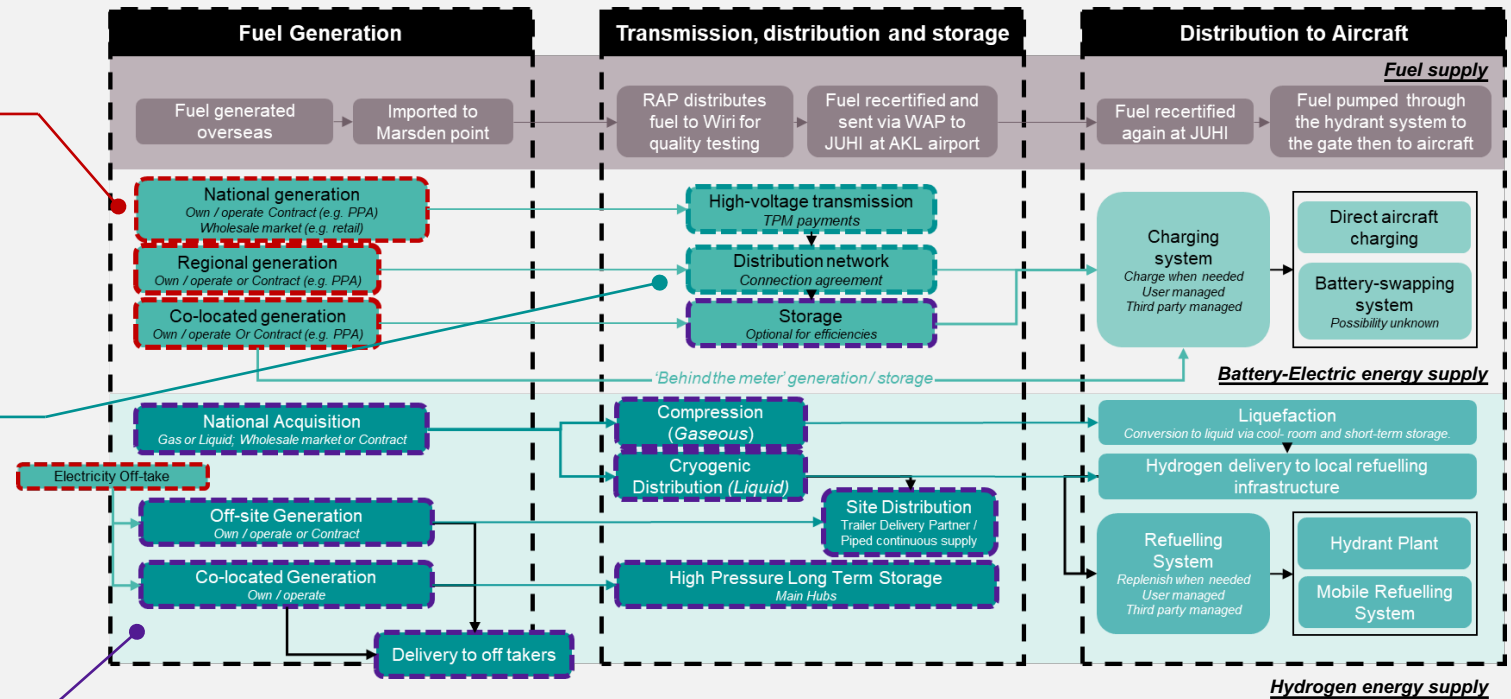 Fuel Generation
Transmission, distribution and storage
Distribution to Aircraft
Fuel supply
Fuel generated
overseas
Imported to
Marsden point
RAP distributes
fuel to Wiri for
quality testing
Fuel recertified and
sent via WAP to
JUHI at AKL airport
Fuel recertified
again at JUHI
Fuel pumped through
the hydrant system to
the gate then to aircraft
National generation
Own / operate Contract (e.g. PPA)
Wholesale market (e.g. retail)
Regional generation
Own / operate or Contract (e.g. PPA)
Co-located generation
Own / operate Or Contract (e.g. PPA)
High-voltage transmission
TPM payments
Distribution network
Connection agreement
Storage
Optional for efficiencies
Charging
system
Charge when needed
User managed
Third party managed
Direct aircraft
charging
Battery-swapping
system
Possibility unknown
'Behind the meter' generation / storage
Battery-Electric energy supply
National Acquisition
Gas or Liquid; Wholesale market or Contract
Electricity Off-take
Off-site Generation
Own / operate or Contract
Co-located Generation
Own / operate
Delivery to off takers
Compression
(Gaseous)
Cryogenic
Distribution (Liquid)
Site Distribution
Trailer Delivery Partner /
Piped continuous supply
High Pressure Long Term Storage
Main Hubs
Liquefaction
Conversion to liquid via cool- room and short-term storage.
Hydrogen delivery to local refuelling
infrastructure
Refuelling
System
Replenish when needed
User managed
Third party managed
Hydrant Plant
Mobile Refuelling
System
Hydrogen energy supply